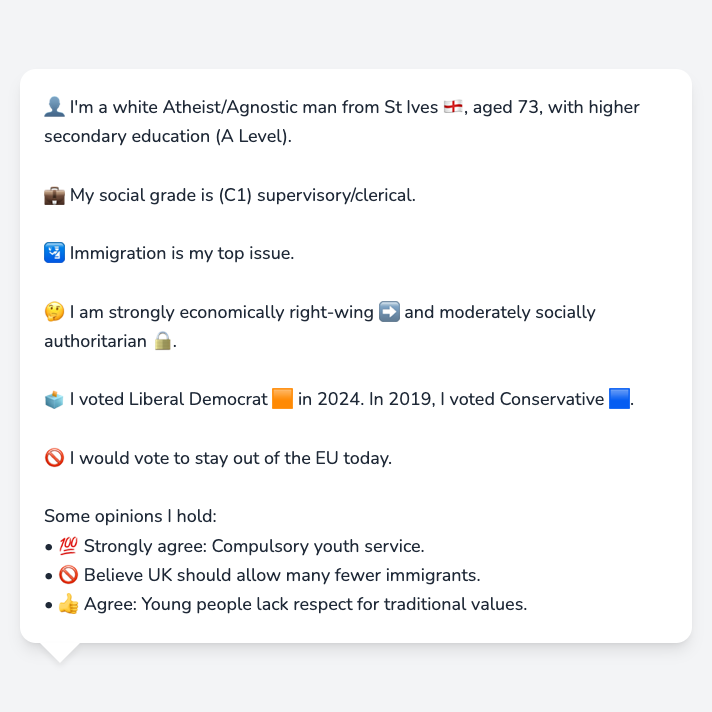 👤 I'm a white Atheist/Agnostic man from St Ives 🏴󠁧󠁢󠁥󠁮󠁧󠁿, aged 73, with higher
secondary education (A Level).
💼 My social grade is (C1) supervisory/clerical.
🛂 Immigration is my top issue.
🤔 I am strongly economically right-wing ➡️ and moderately socially
authoritarian 🔒.
🗳️ I voted Liberal Democrat 🟧 in 2024. In 2019, I voted Conservative 🟦.
🚫 I would vote to stay out of the EU today.
Some opinions I hold:
• 💯 Strongly agree: Compulsory youth service.
• 🚫 Believe UK should allow many fewer immigrants.
• 👍 Agree: Young people lack respect for traditional values.